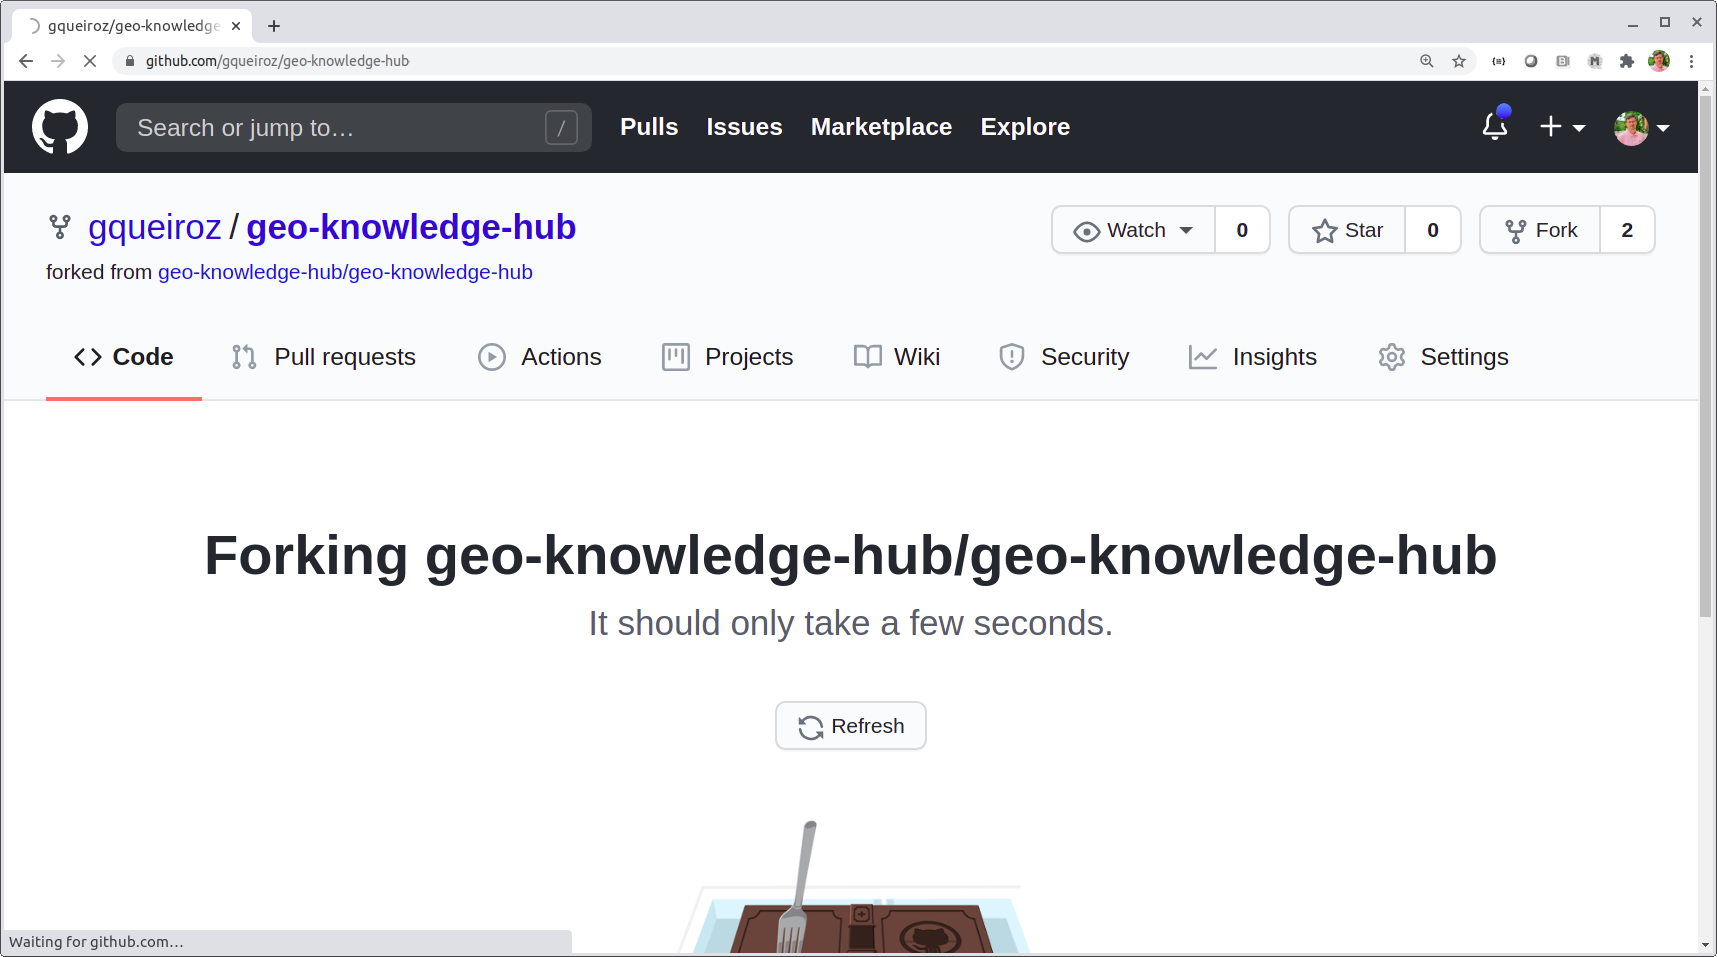 gqueiroz/geo-knowledge
github.com/gqueiroz/geo-knowledge-hub
Search or jump to…
/
Pulls
Issues
Marketplace
Explore
gqueiroz / geo-knowledge-hub
Watch
0
Star
0
Fork
2
forked from geo-knowledge-hub/geo-knowledge-hub
Code
Pull requests
Actions
Projects
Wiki
Security
Insights
Settings
Forking geo-knowledge-hub/geo-knowledge-hub
It should only take a few seconds.
Refresh
Waiting for github.com…